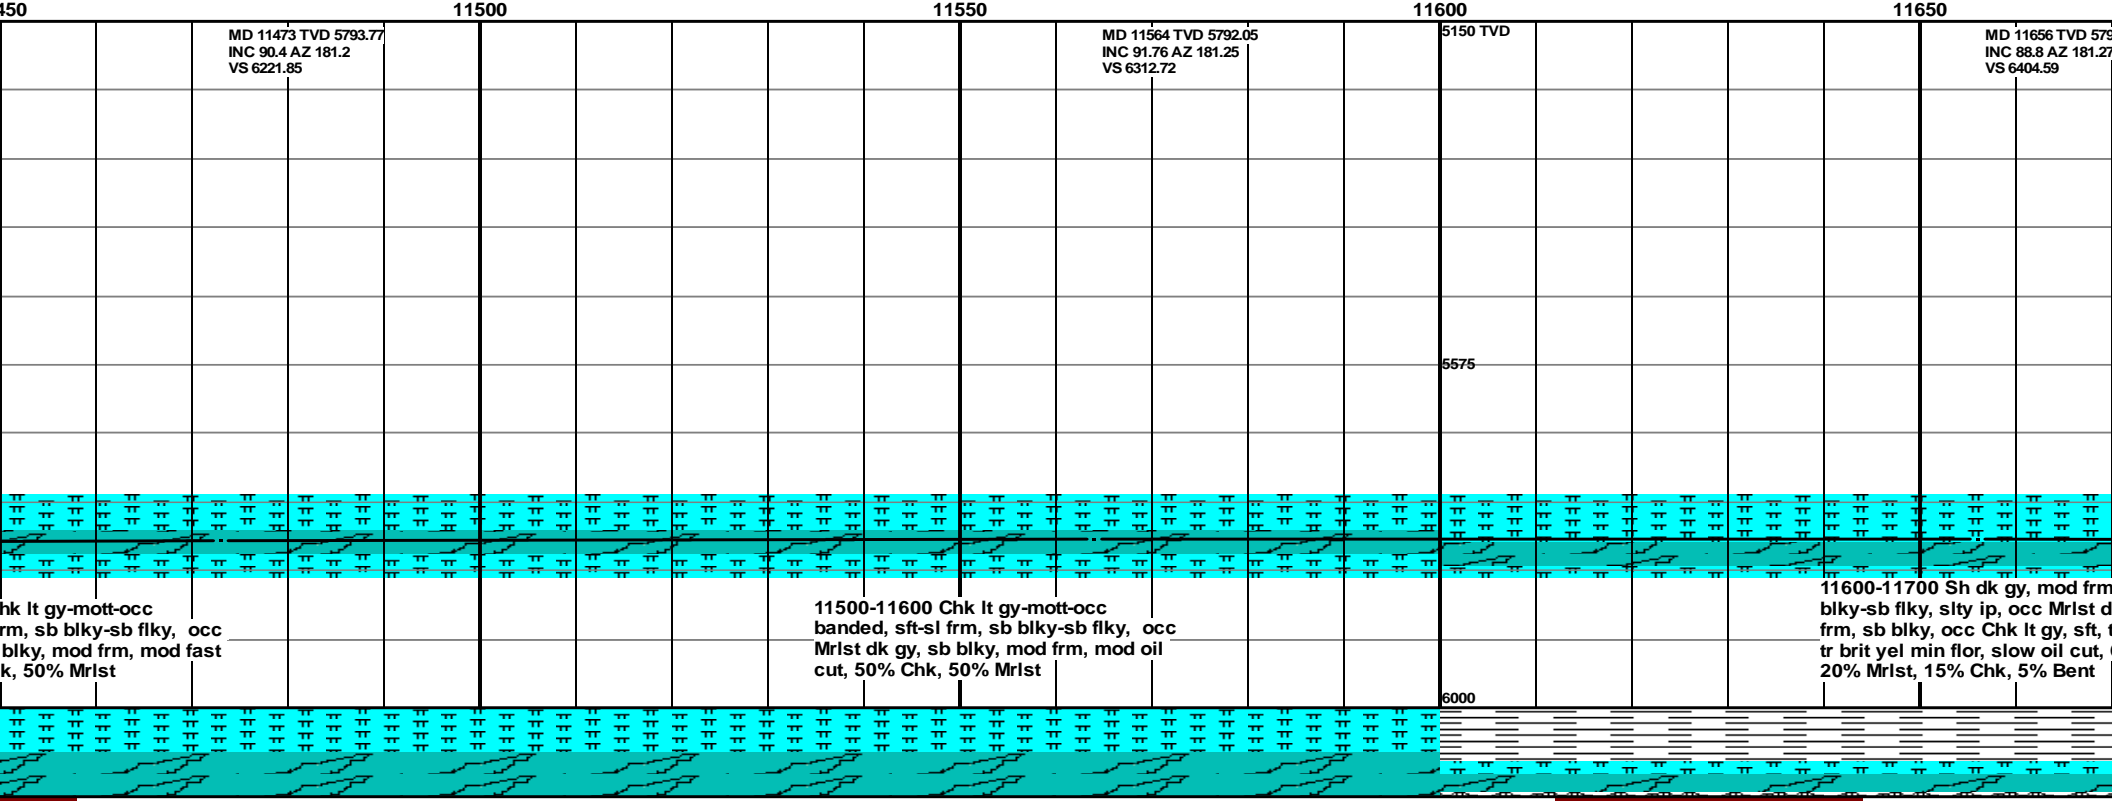 450 11500 11550 11600 11650
MD 11473 TVD 5793.77
INC 90.4 AZ 181.2
VS 6221.85
MD 11564 TVD 5792.05
INC 91.76 AZ 181.25
VS 6312.72
5150 TVD
MD 11656 TVD 579
INC 88.8 AZ 181.27
VS 6404.59
5575
hk lt gy-mott-occ
rm, sb blky-sb flky, occ
blky, mod frm, mod fast
k, 50% Mrlst
11500-11600 Chk lt gy-mott-occ
banded, sft-sl frm, sb blky-sb flky, occ
Mrlst dk gy, sb blky, mod frm, mod oil
cut, 50% Chk, 50% Mrlst
11600-11700 Sh dk gy, mod frm
blky-sb flky, slty ip, occ Mrlst d
frm, sb blky, occ Chk lt gy, sft, t
tr brit yel min flor, slow oil cut,
20% Mrlst, 15% Chk, 5% Bent
6000